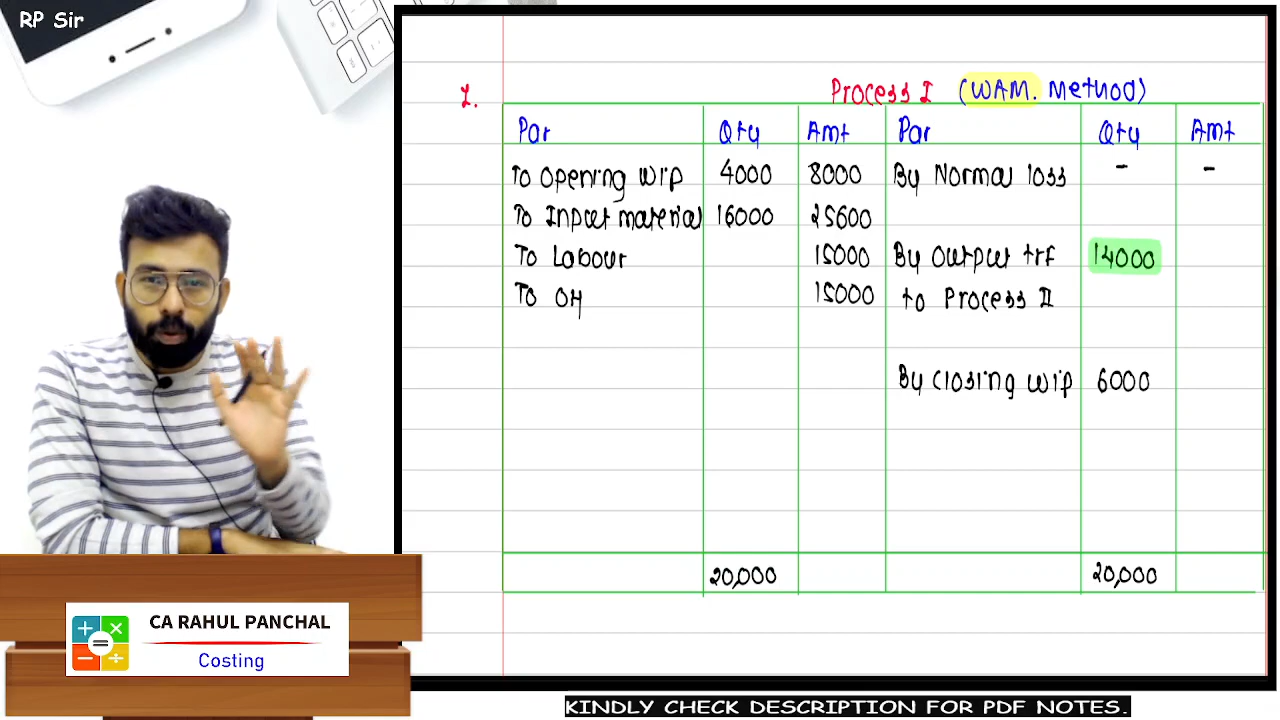 RP Sir
1. Process I (WAM. Method)
Par Qty Amt Par Qty Amt
To Opening WIP 4000 8000 By Normal loss - -
To Input material 16000 25600
To Labour 15000 By Output trf 14000
To OH 15000 to Process II
By Closing WIP 6000
20,000 20,000
CA RAHUL PANCHAL
Costing
KINDLY CHECK DESCRIPTION FOR PDF NOTES.